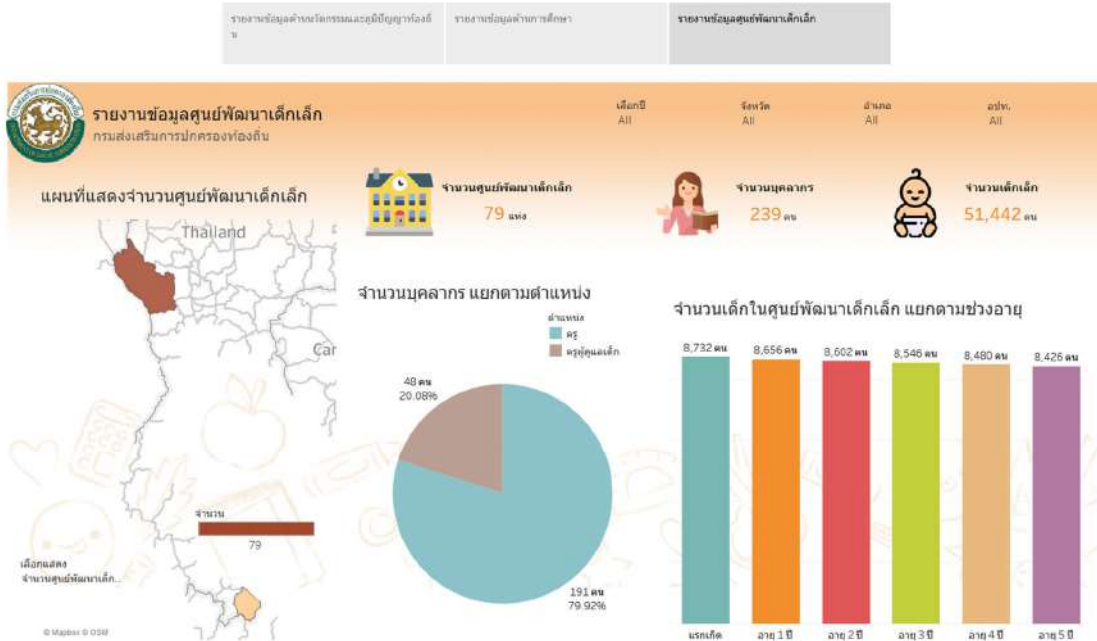 รายงานข้อมูลด้านนวัตกรรมและภูมิปัญญาท้องถิ่
น
รายงานข้อมูลด้านการศึกษา
รายงานข้อมูลศูนย์พัฒนาเด็กเล็ก
รายงานข้อมูลศูนย์พัฒนาเด็กเล็ก
กรมส่งเสริมการปกครองท้องถิ่น
เลือกปี
All
จังหวัด
All
อำเภอ
All
อปท.
All
แผนที่แสดงจำนวนศูนย์พัฒนาเด็กเล็ก
จำนวนศูนย์พัฒนาเด็กเล็ก
79 แห่ง
จำนวนบุคลากร
239 คน
จำนวนเด็กเล็ก
51,442 คน
Thailand
Car
จำนวน
79
เลือกแสดง
จำนวนศูนย์พัฒนาเด็ก..
© Mapbox © OSM
จำนวนบุคลากร แยกตามตำแหน่ง
ตำแหน่ง
ครู
ครูผู้ดูแลเด็ก
48 คน
20.08%
191 คน
79.92%
จำนวนเด็กในศูนย์พัฒนาเด็กเล็ก แยกตามช่วงอายุ
8,732 คน
8,656 คน
8,602 คน
8,546 คน
8,480 คน
8,426 คน
แรกเกิด
อายุ 1 ปี
อายุ 2 ปี
อายุ 3 ปี
อายุ 4 ปี
อายุ 5 ปี